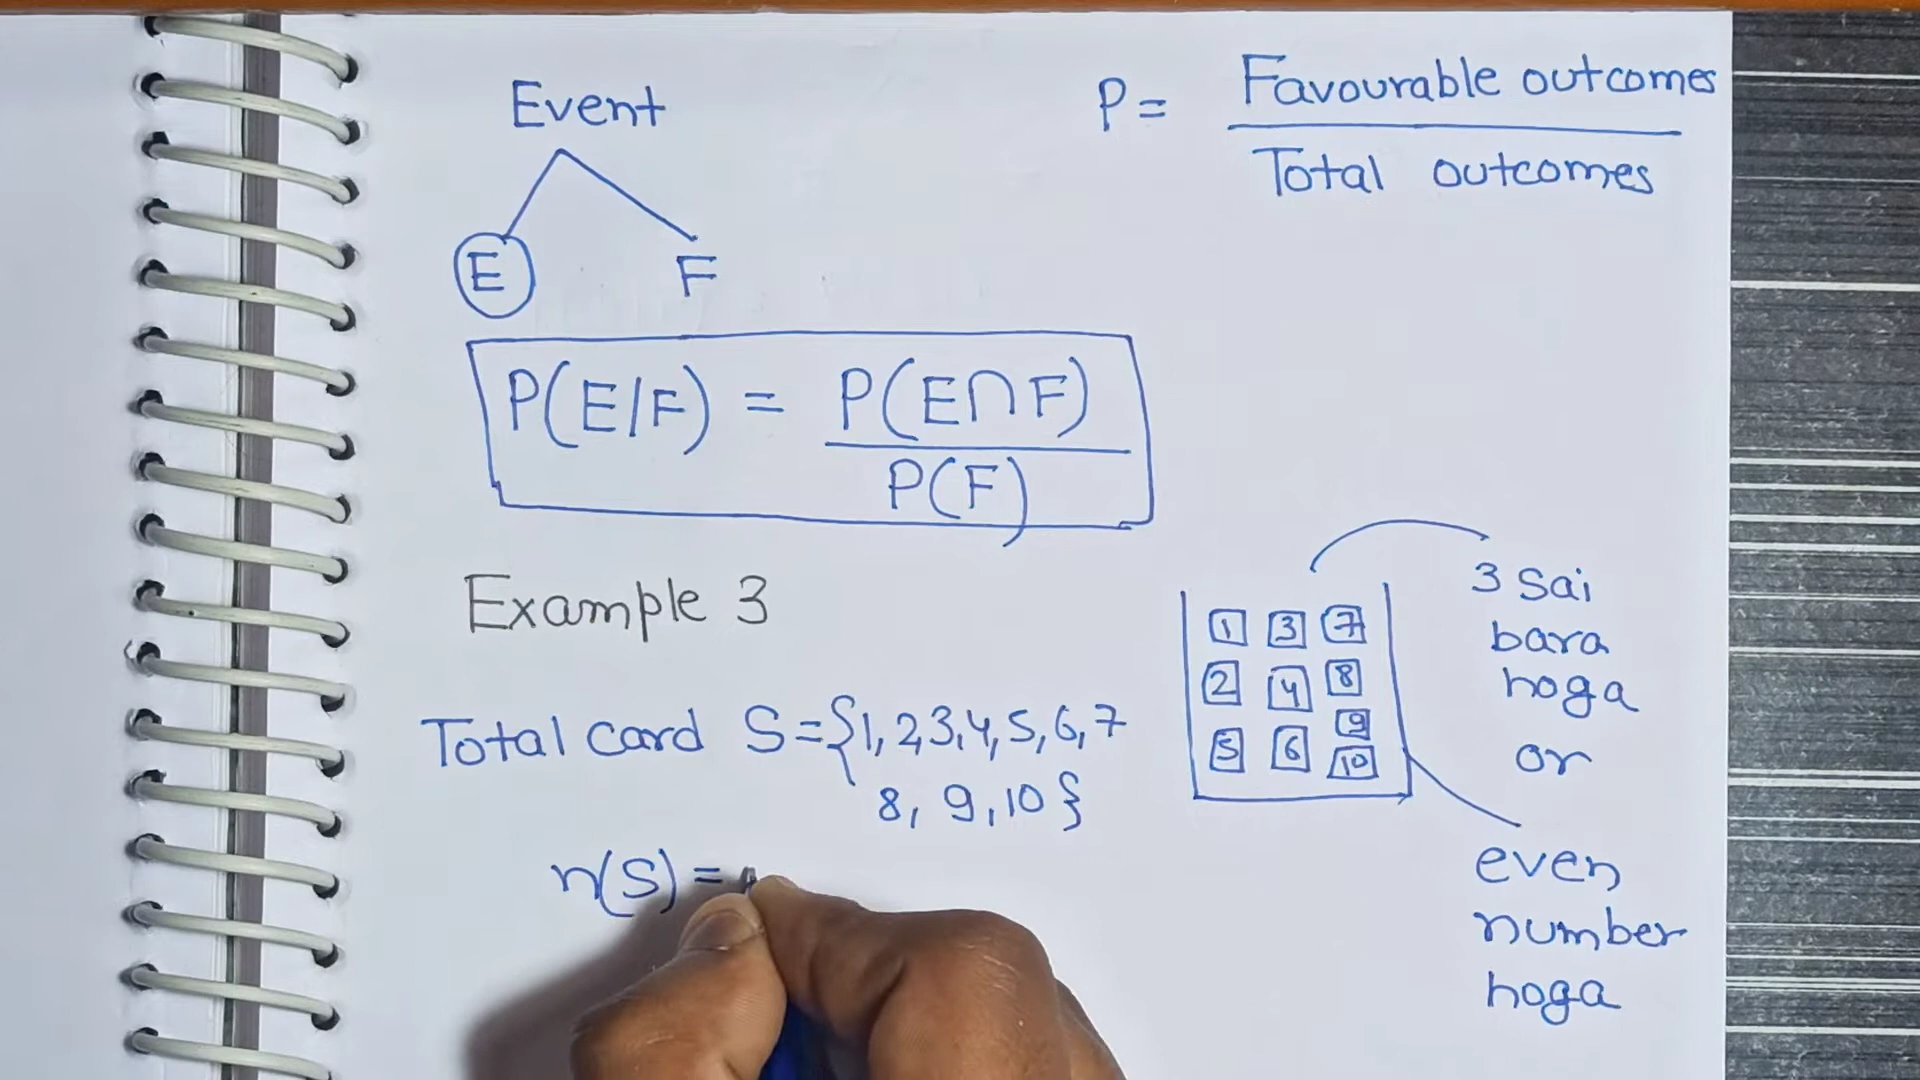 Event
E F
P = Favourable outcomes
Total outcomes
P(E/F) = P(E∩F)
P(F)
Example 3
Total card S={1,2,3,4,5,6,7
8, 9,10}
n(S) =
1 3 7
2 4 8
9
5 6 10
3 Sai
bara
hoga
or
even
number
hoga